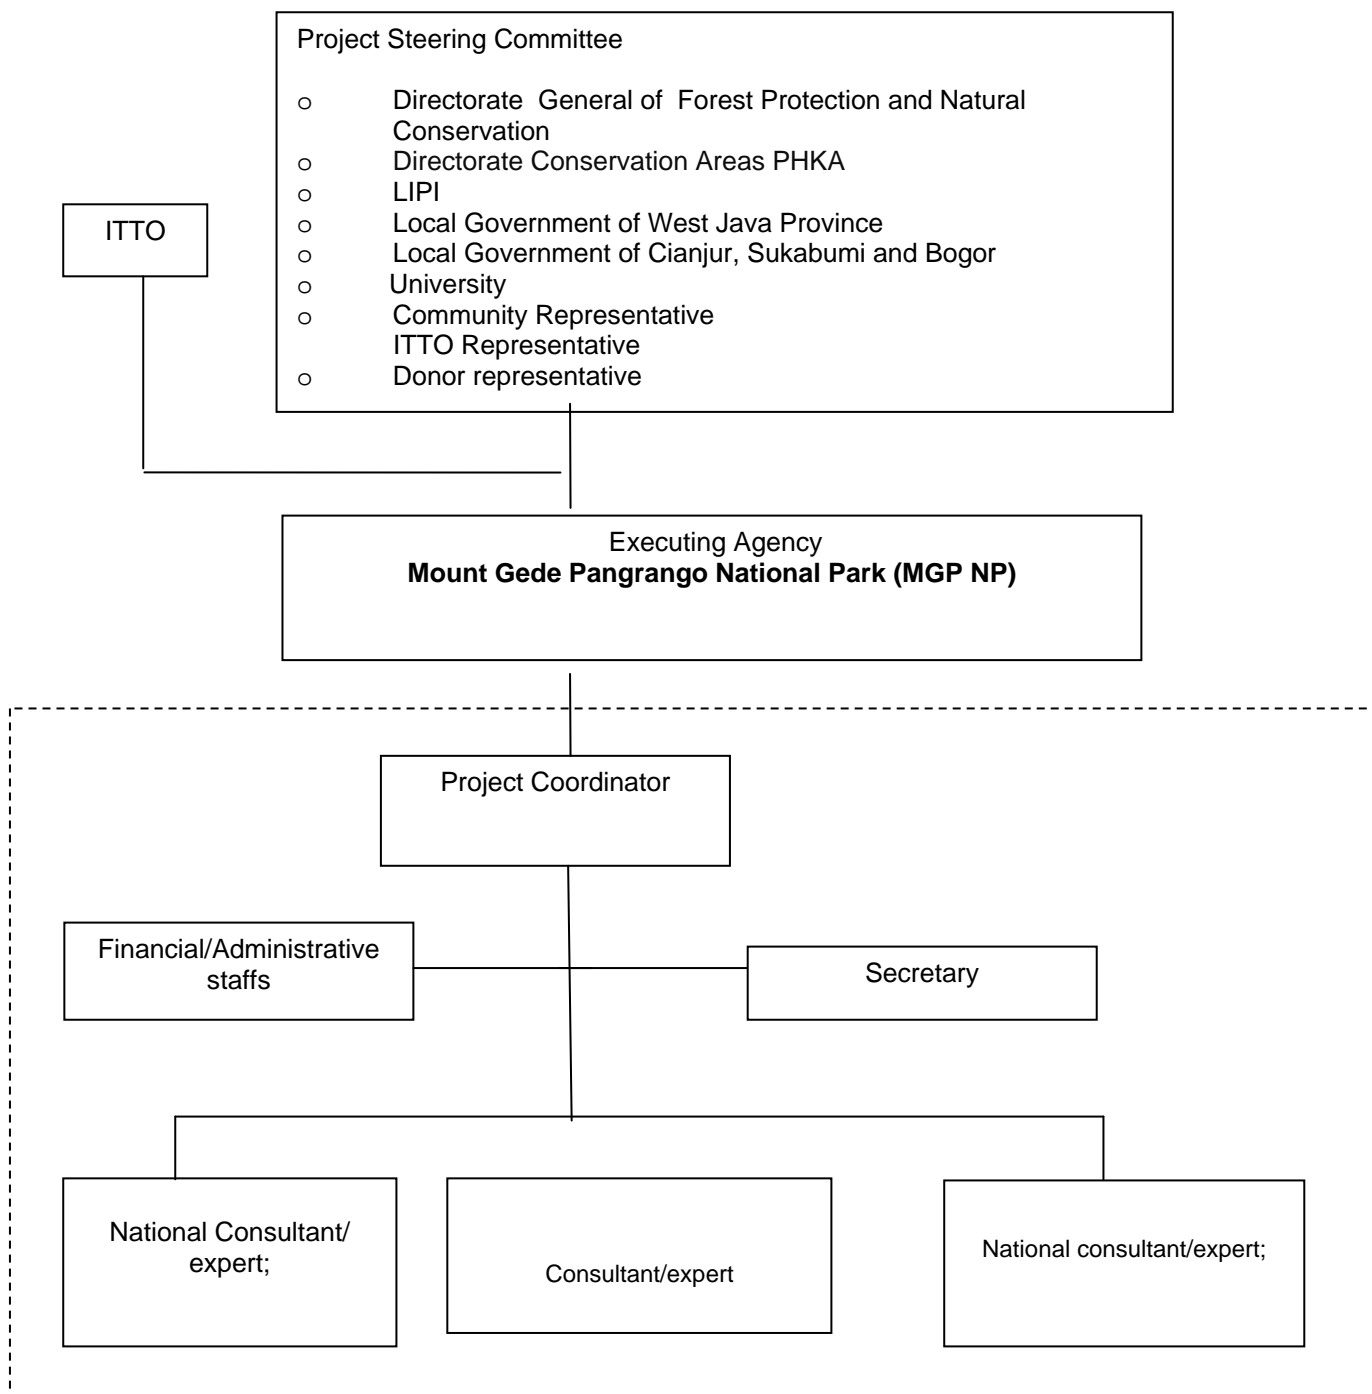 Project Steering Committee
o Directorate General of Forest Protection and Natural
Conservation
o Directorate Conservation Areas PHKA
o LIPI
o Local Government of West Java Province
o Local Government of Cianjur, Sukabumi and Bogor
o University
o Community Representative
ITTO Representative
o Donor representative
ITTO
Executing Agency
Mount Gede Pangrango National Park (MGP NP)
Project Coordinator
Financial/Administrative
staffs
Secretary
National Consultant/
expert;
Consultant/expert
National consultant/expert;